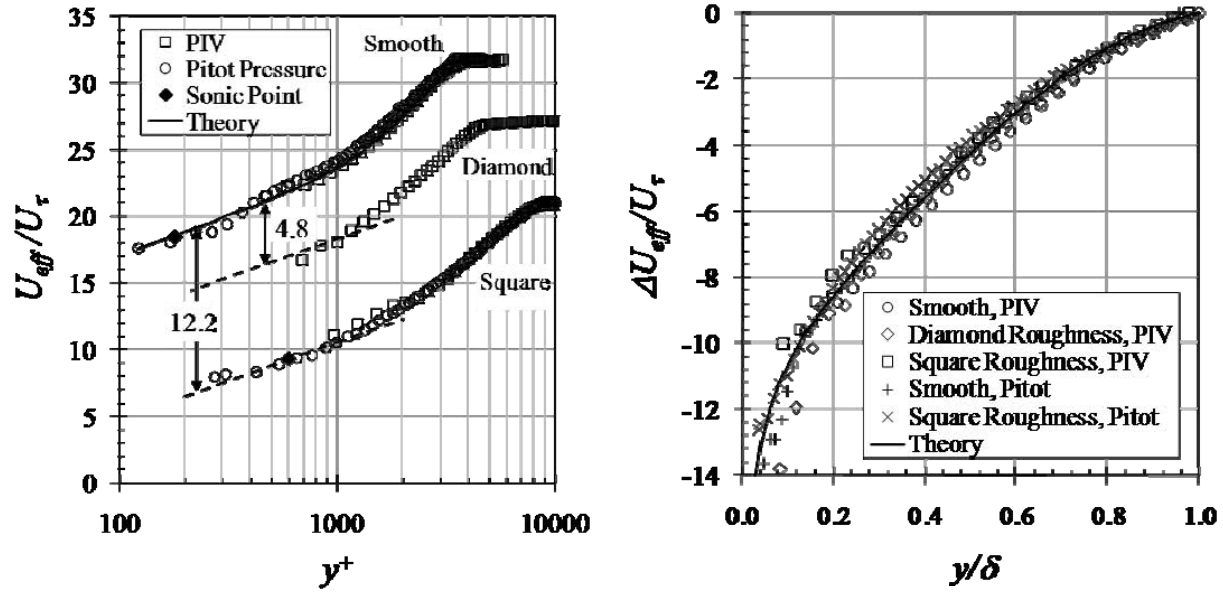 35
30
25
20
15
10
5
0
U_eff/U_τ
PIV
Pitot Pressure
Sonic Point
Theory
Smooth
Diamond
Square
4.8
12.2
100
1000
10000
y⁺
0
-2
-4
-6
-8
-10
-12
-14
ΔU_eff/U_τ
Smooth, PIV
Diamond Roughness, PIV
Square Roughness, PIV
Smooth, Pitot
Square Roughness, Pitot
Theory
0.0
0.2
0.4
0.6
0.8
1.0
y/δ